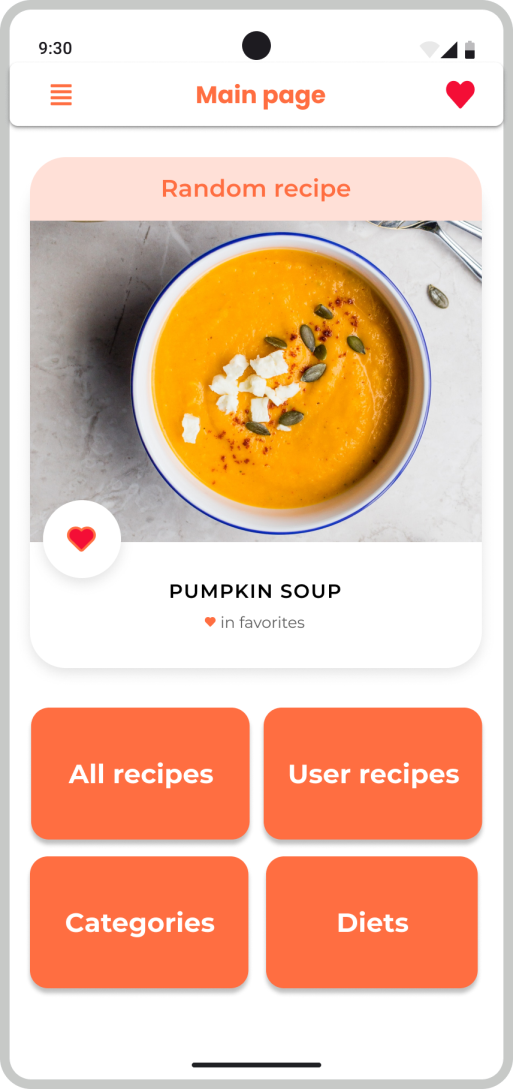 9:30
Main page
Random recipe
PUMPKIN SOUP
in favorites
All recipes
User recipes
Categories
Diets